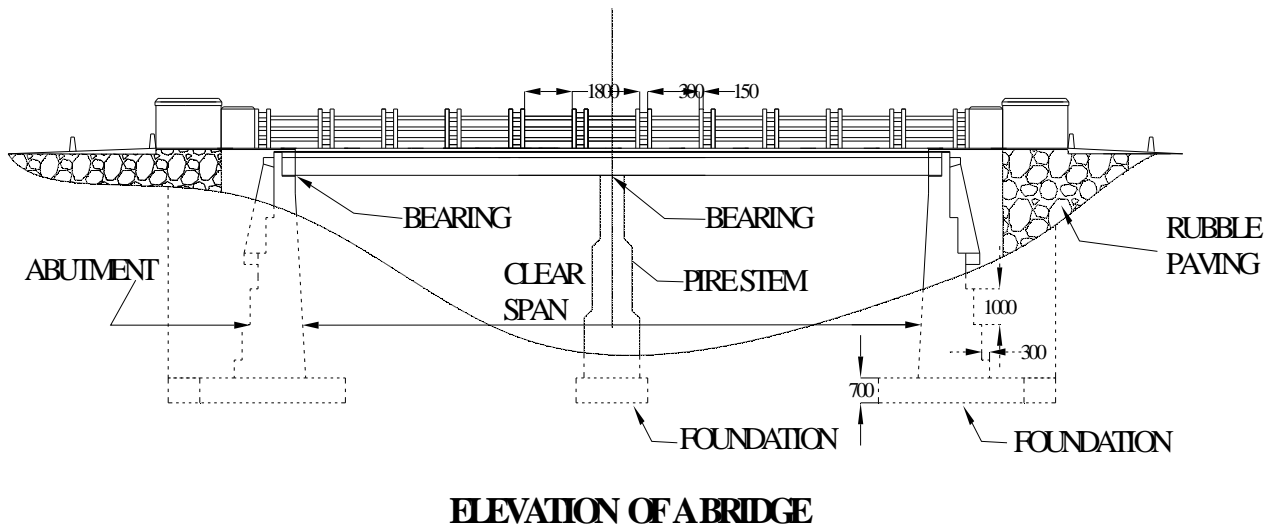 1800 300 150
BEARING
BEARING
RUBBLE
PAVING
ABUTMENT
CLEAR
SPAN
PIRE STEM
1000
300
700
FOUNDATION
FOUNDATION
ELEVATION OF A BRIDGE